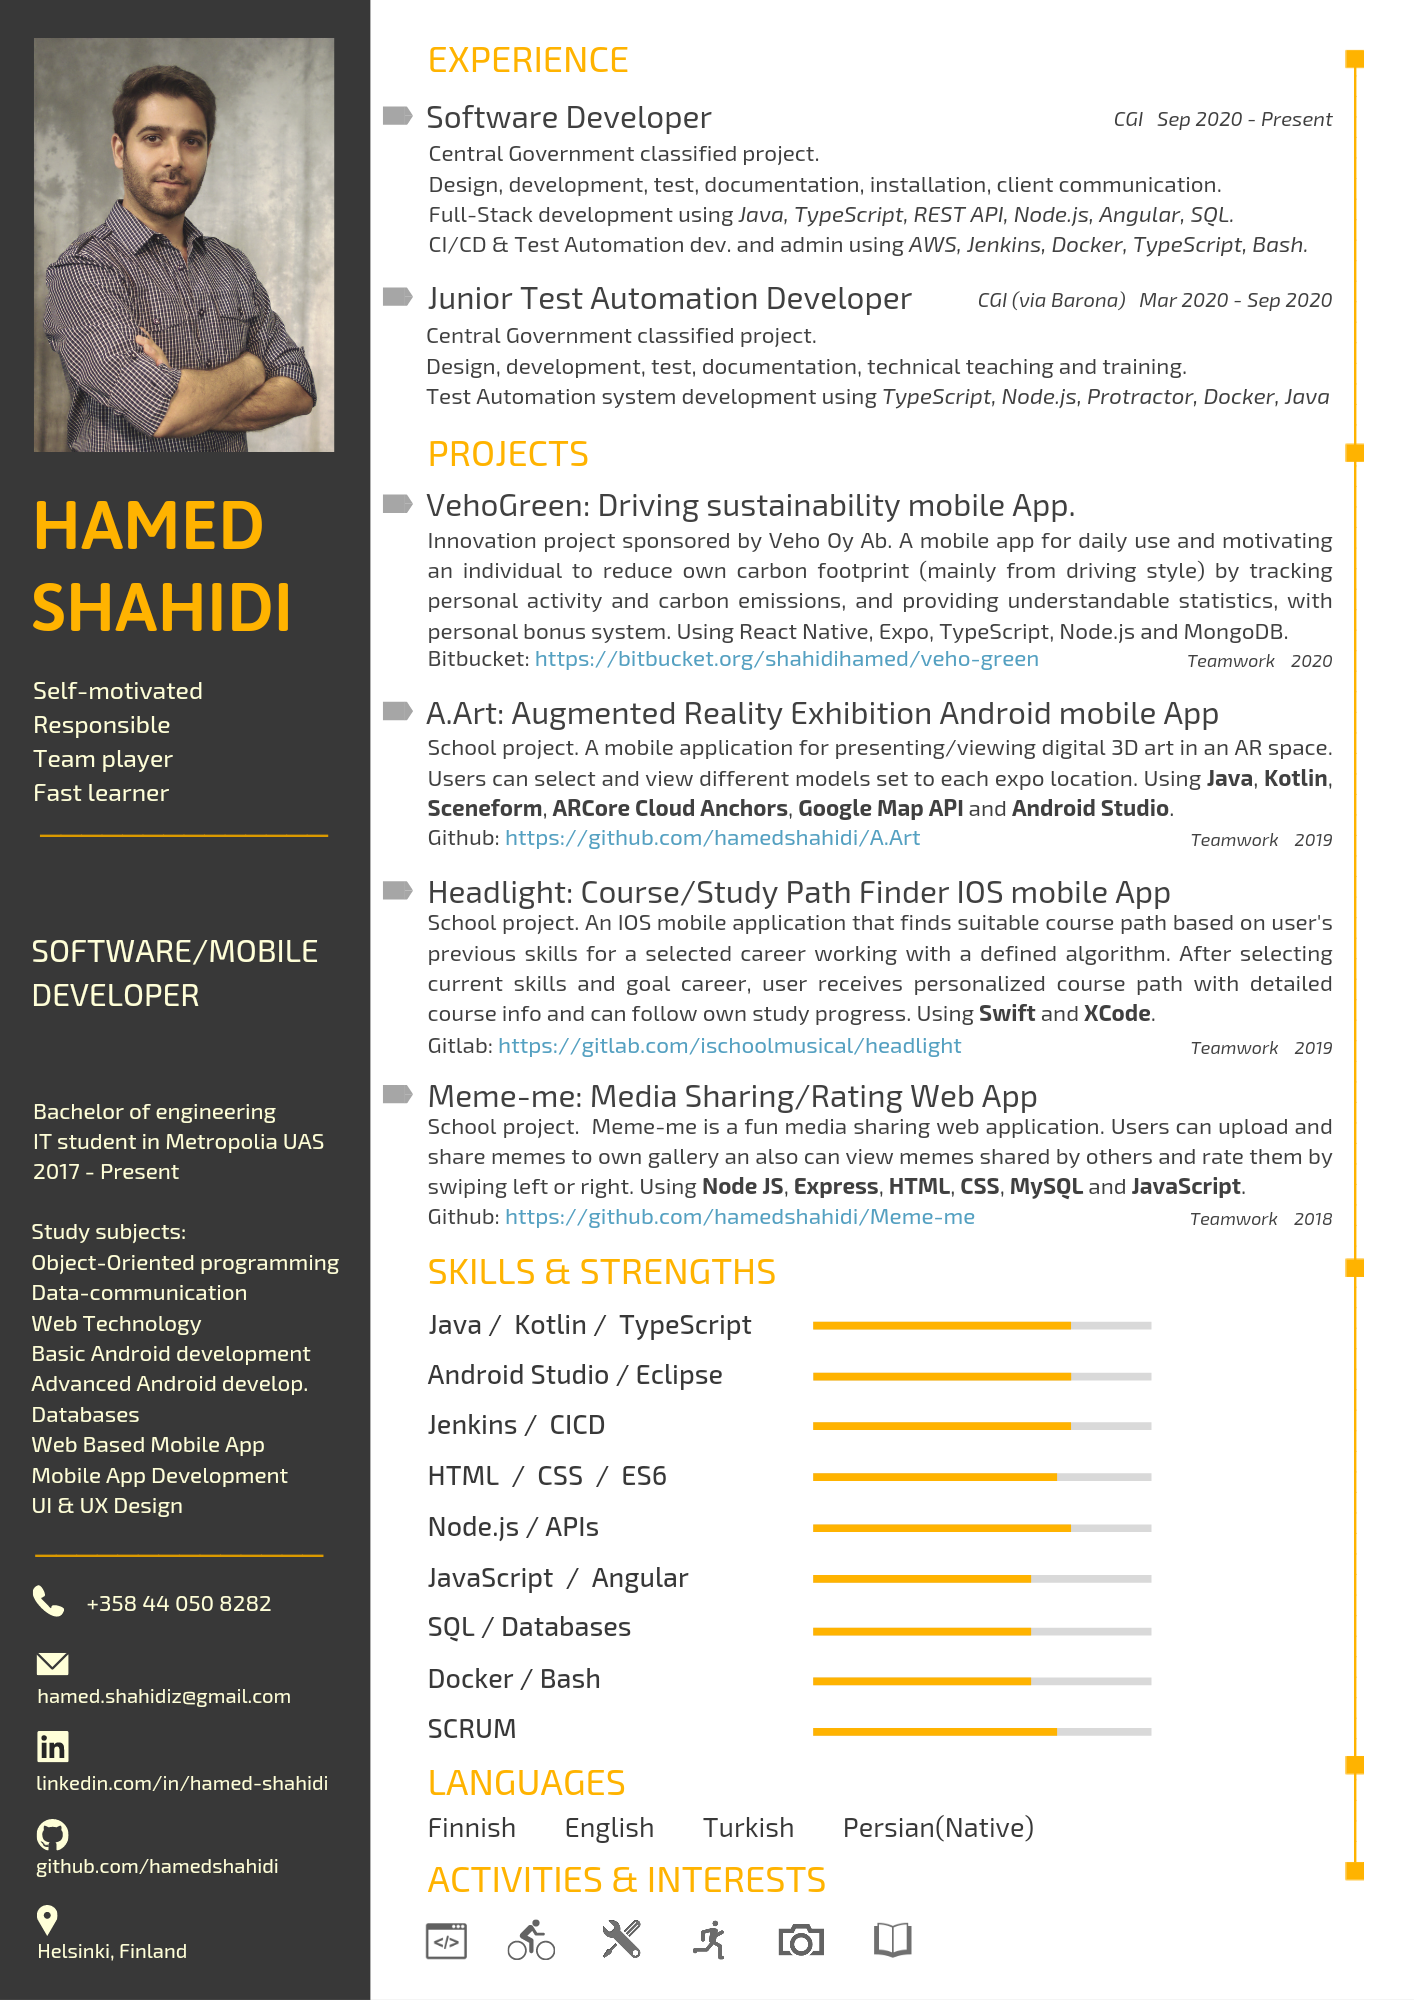 HAMED
SHAHIDI
Self-motivated
Responsible
Team player
Fast learner
SOFTWARE/MOBILE
DEVELOPER
Bachelor of engineering
IT student in Metropolia UAS
2017 - Present
Study subjects:
Object-Oriented programming
Data-communication
Web Technology
Basic Android development
Advanced Android develop.
Databases
Web Based Mobile App
Mobile App Development
UI & UX Design
+358 44 050 8282
hamed.shahidiz@gmail.com
in
linkedin.com/in/hamed-shahidi
github.com/hamedshahidi
Helsinki, Finland
EXPERIENCE
Software Developer CGI Sep 2020 - Present
Central Government classified project.
Design, development, test, documentation, installation, client communication.
Full-Stack development using Java, TypeScript, REST API, Node.js, Angular, SQL.
CI/CD & Test Automation dev. and admin using AWS, Jenkins, Docker, TypeScript, Bash.
Junior Test Automation Developer CGI (via Barona) Mar 2020 - Sep 2020
Central Government classified project.
Design, development, test, documentation, technical teaching and training.
Test Automation system development using TypeScript, Node.js, Protractor, Docker, Java
PROJECTS
VehoGreen: Driving sustainability mobile App.
Innovation project sponsored by Veho Oy Ab. A mobile app for daily use and motivating
an individual to reduce own carbon footprint (mainly from driving style) by tracking
personal activity and carbon emissions, and providing understandable statistics, with
personal bonus system. Using React Native, Expo, TypeScript, Node.js and MongoDB.
Bitbucket: https://bitbucket.org/shahidihamed/veho-green Teamwork 2020
A.Art: Augmented Reality Exhibition Android mobile App
School project. A mobile application for presenting/viewing digital 3D art in an AR space.
Users can select and view different models set to each expo location. Using Java, Kotlin,
Sceneform, ARCore Cloud Anchors, Google Map API and Android Studio.
Github: https://github.com/hamedshahidi/A.Art Teamwork 2019
Headlight: Course/Study Path Finder IOS mobile App
School project. An IOS mobile application that finds suitable course path based on user's
previous skills for a selected career working with a defined algorithm. After selecting
current skills and goal career, user receives personalized course path with detailed
course info and can follow own study progress. Using Swift and XCode.
Gitlab: https://gitlab.com/ischoolmusical/headlight Teamwork 2019
Meme-me: Media Sharing/Rating Web App
School project. Meme-me is a fun media sharing web application. Users can upload and
share memes to own gallery an also can view memes shared by others and rate them by
swiping left or right. Using Node JS, Express, HTML, CSS, MySQL and JavaScript.
Github: https://github.com/hamedshahidi/Meme-me Teamwork 2018
SKILLS & STRENGTHS
Java / Kotlin / TypeScript
Android Studio / Eclipse
Jenkins / CICD
HTML / CSS / ES6
Node.js / APIs
JavaScript / Angular
SQL / Databases
Docker / Bash
SCRUM
LANGUAGES
Finnish English Turkish Persian(Native)
ACTIVITIES & INTERESTS
</>